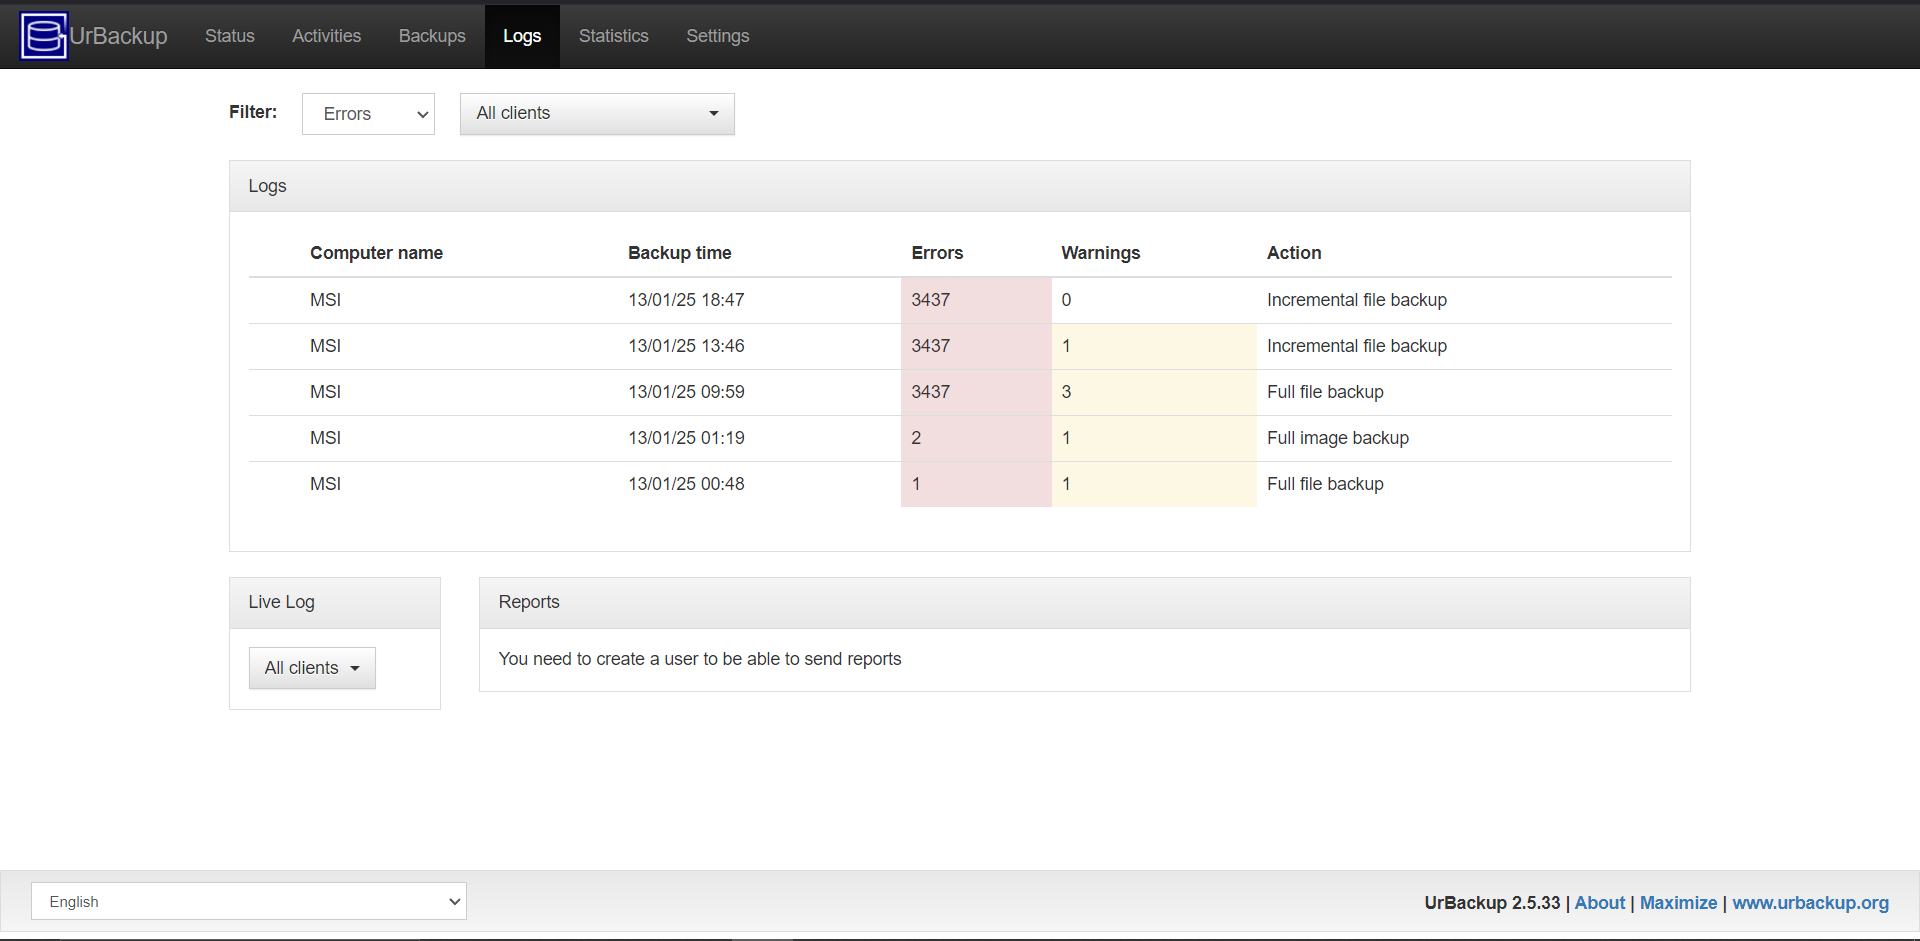 UrBackup Status Activities Backups Logs Statistics Settings
Filter: Errors All clients
Logs
Computer name Backup time Errors Warnings Action
MSI 13/01/25 18:47 3437 0 Incremental file backup
MSI 13/01/25 13:46 3437 1 Incremental file backup
MSI 13/01/25 09:59 3437 3 Full file backup
MSI 13/01/25 01:19 2 1 Full image backup
MSI 13/01/25 00:48 1 1 Full file backup
Live Log
All clients
Reports
You need to create a user to be able to send reports
English
UrBackup 2.5.33 | About | Maximize | www.urbackup.org